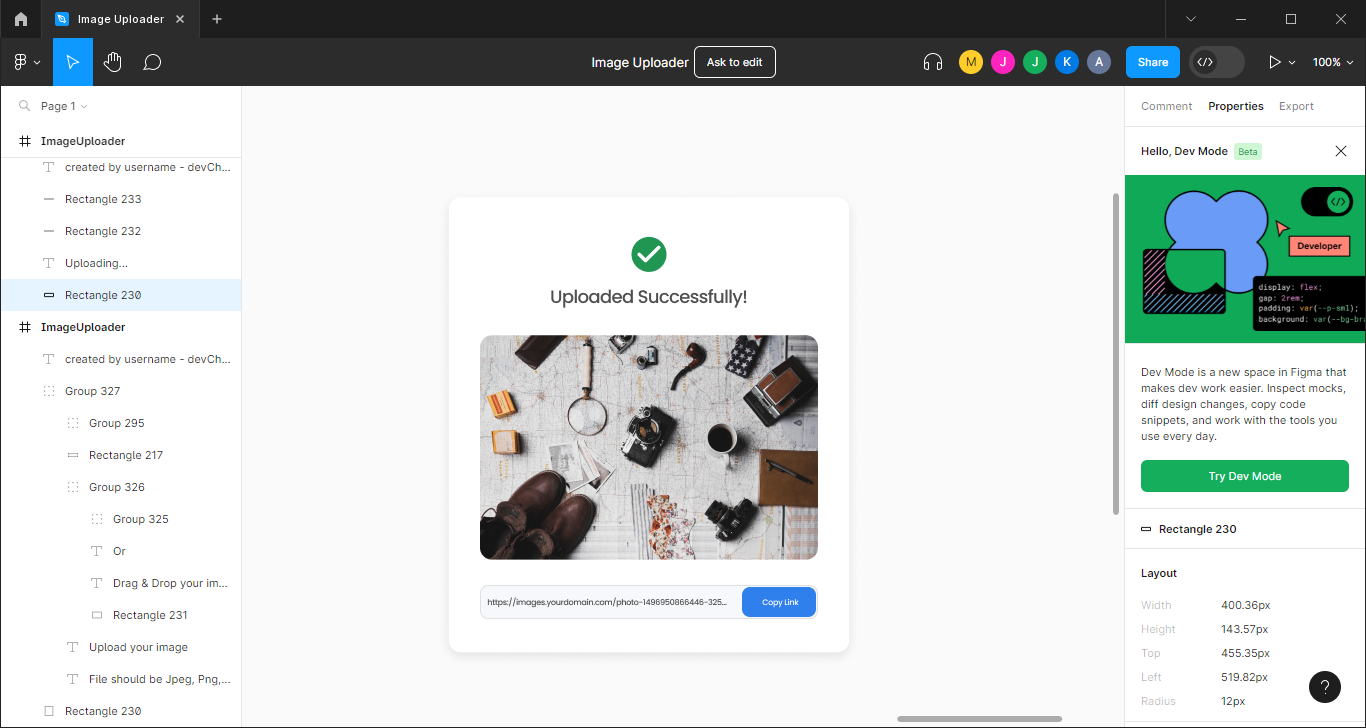 Image Uploader
Image Uploader
Ask to edit
M
J
J
K
A
Share
100%
Page 1
ImageUploader
created by username - devCh...
Rectangle 233
Rectangle 232
Uploading...
Rectangle 230
ImageUploader
created by username - devCh...
Group 327
Group 295
Rectangle 217
Group 326
Group 325
Or
Drag & Drop your im...
Rectangle 231
Upload your image
File should be Jpeg, Png,...
Rectangle 230
Uploaded Successfully!
https://images.yourdomain.com/photo-1496950866446-325...
Copy Link
Comment
Properties
Export
Hello, Dev Mode
Beta
</>
Developer
display: flex;
gap: 2rem;
padding: var(--p-sml);
background: var(--bg-bra
Dev Mode is a new space in Figma that
makes dev work easier. Inspect mocks,
diff design changes, copy code
snippets, and work with the tools you
use every day.
Try Dev Mode
Rectangle 230
Layout
Width 400.36px
Height 143.57px
Top 455.35px
Left 519.82px
Radius 12px
?